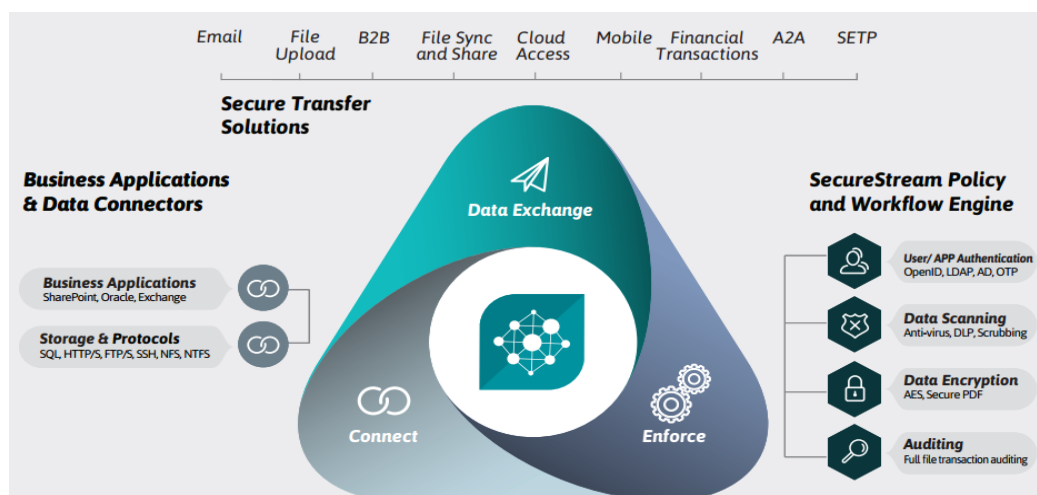 Email
File
Upload
B2B
File Sync
and Share
Cloud
Access
Mobile
Financial
Transactions
A2A
SETP
Secure Transfer
Solutions
Business Applications
& Data Connectors
Business Applications
SharePoint, Oracle, Exchange
Storage & Protocols
SQL, HTTP/S, FTP/S, SSH, NFS, NTFS
Data Exchange
Connect
Enforce
SecureStream Policy
and Workflow Engine
User/ APP Authentication
OpenID, LDAP, AD, OTP
Data Scanning
Anti-virus, DLP, Scrubbing
Data Encryption
AES, Secure PDF
Auditing
Full file transaction auditing